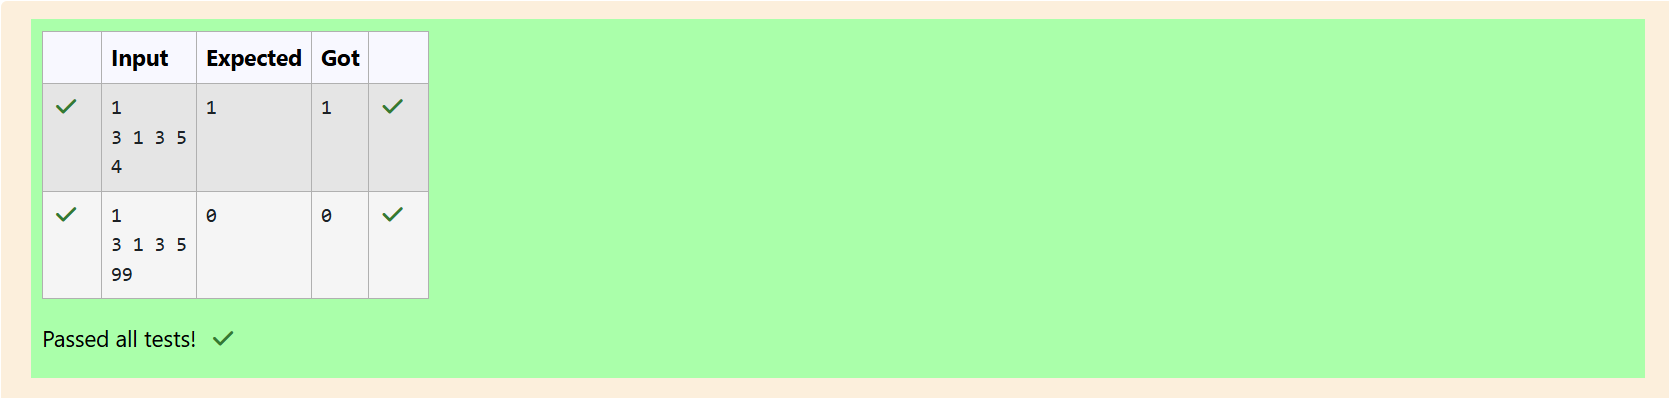 Input Expected Got
1 1 1
3 1 3 5
4
1 0 0
3 1 3 5
99
Passed all tests!